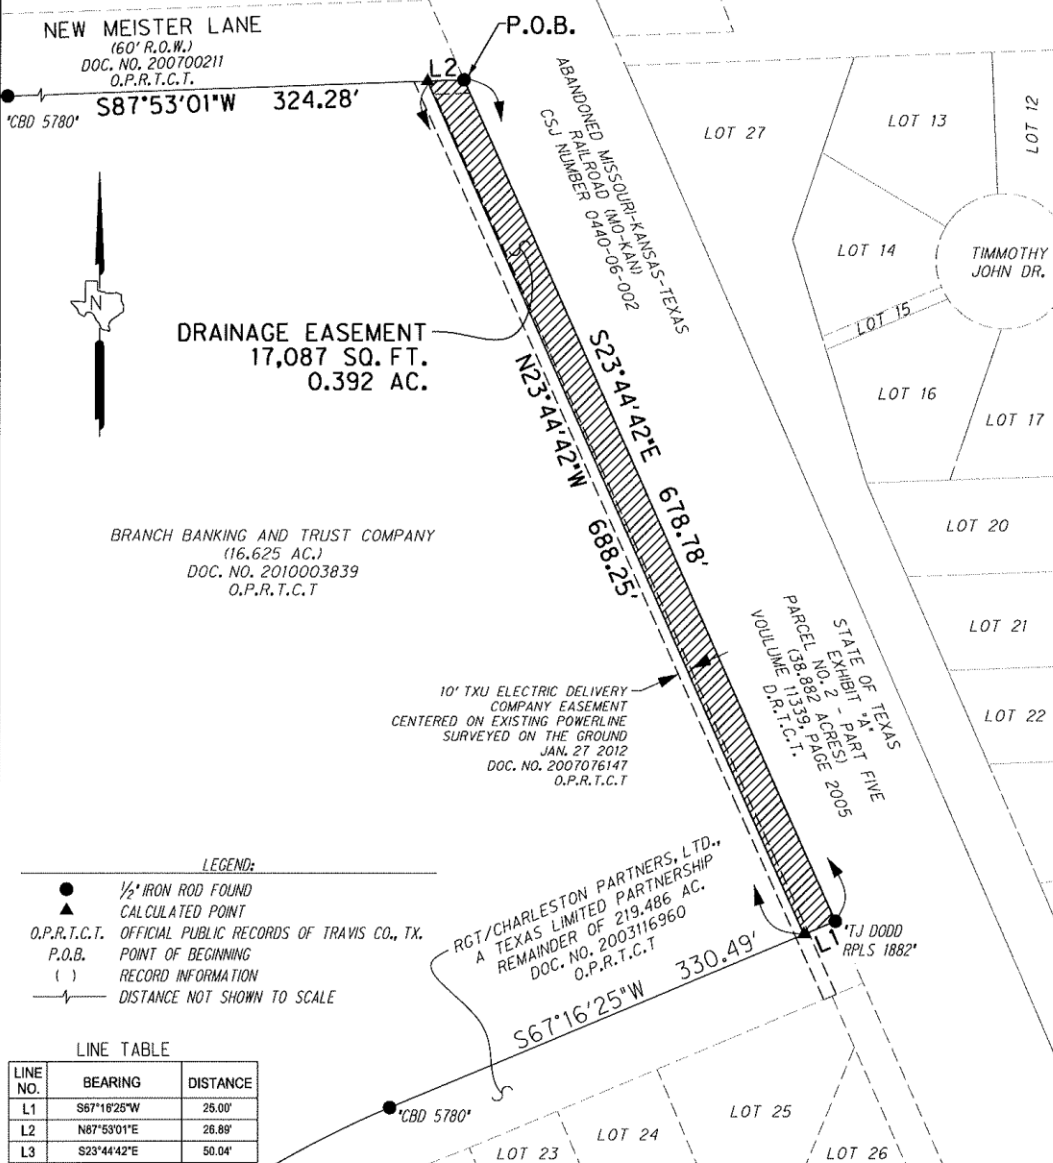 NEW MEISTER LANE
(60' R.O.W.)
DOC. NO. 200700211
O.P.R.T.C.T.
S87°53'01"W 324.28'
"CBD 5780"
L2
P.O.B.
ABANDONED MISSOURI-KANSAS-TEXAS
RAILROAD (MO-KAN)
CSJ NUMBER 0440-06-002
LOT 27
LOT 13
LOT 12
LOT 14
TIMMOTHY
JOHN DR.
LOT 15
LOT 16
LOT 17
N
DRAINAGE EASEMENT
17,087 SQ. FT.
0.392 AC.
S23°44'42"E 678.78'
N23°44'42"W 688.25'
BRANCH BANKING AND TRUST COMPANY
(16.625 AC.)
DOC. NO. 2010003839
O.P.R.T.C.T
LOT 20
LOT 21
LOT 22
STATE OF TEXAS
EXHIBIT "A"
PARCEL NO. 2 - PART FIVE
(38.882 ACRES)
VOULUME 11339, PAGE 2005
D.R.T.C.T.
10' TXU ELECTRIC DELIVERY
COMPANY EASEMENT
CENTERED ON EXISTING POWERLINE
SURVEYED ON THE GROUND
JAN. 27 2012
DOC. NO. 2007076147
O.P.R.T.C.T
RGT/CHARLESTON PARTNERS, LTD.,
A TEXAS LIMITED PARTNERSHIP
REMAINDER OF 219.486 AC.
DOC. NO. 2003116960
O.P.R.T.C.T
S67°16'25"W 330.49'
L1
"TJ DODD
RPLS 1882"
"CBD 5780"
LOT 23
LOT 24
LOT 25
LOT 26
LEGEND:
1/2" IRON ROD FOUND
CALCULATED POINT
O.P.R.T.C.T. OFFICIAL PUBLIC RECORDS OF TRAVIS CO., TX.
P.O.B. POINT OF BEGINNING
( ) RECORD INFORMATION
DISTANCE NOT SHOWN TO SCALE
LINE TABLE
LINE NO. BEARING DISTANCE
L1 S67°16'25"W 25.00'
L2 N87°53'01"E 26.89'
L3 S23°44'42"E 50.04'